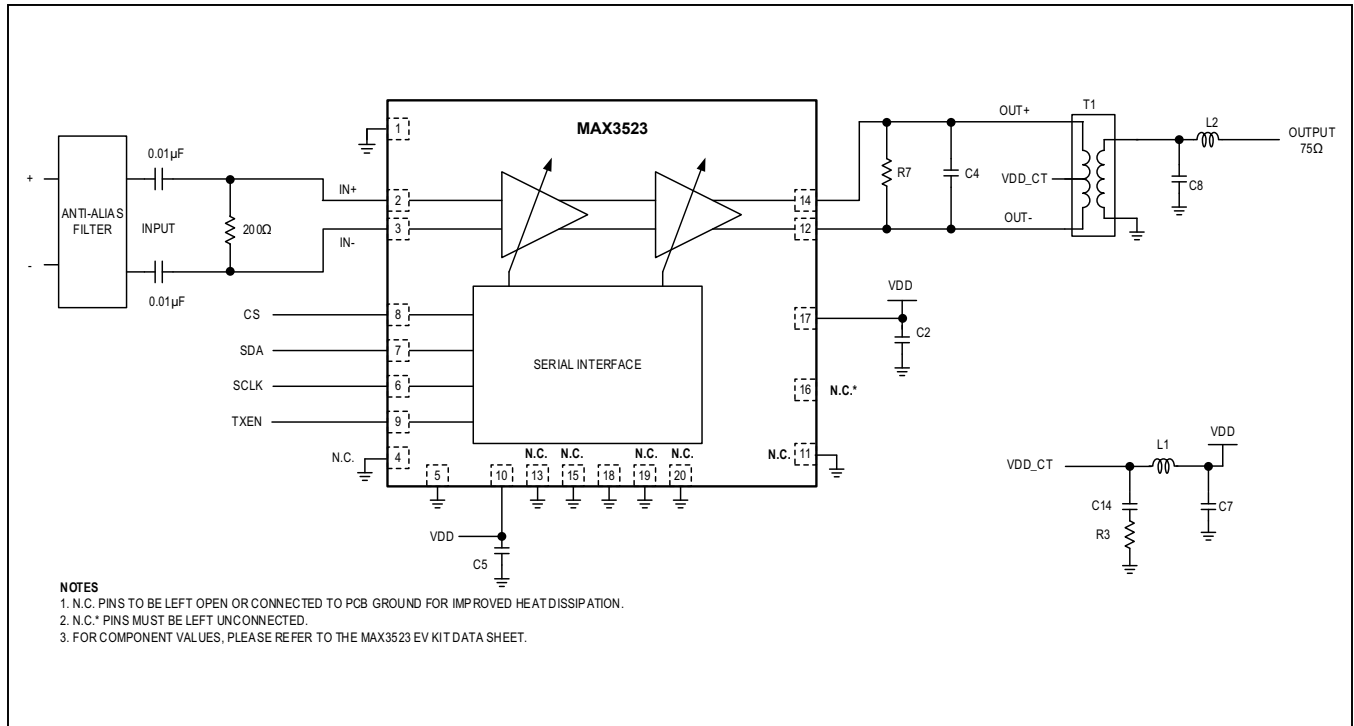 MAX3523
1
T1
OUT+
L2
OUTPUT
75Ω
0.01µF
+
IN+
2
14
R7
C4
VDD_CT
C8
ANTI-ALIAS
FILTER
INPUT
200Ω
3
12
IN-
OUT-
-
0.01µF
VDD
CS
8
17
C2
SDA
7
SERIAL INTERFACE
SCLK
6
16
N.C.*
TXEN
9
N.C.
4
N.C.
N.C.
N.C.
N.C.
N.C.
11
5
10
13
15
18
19
20
VDD
L1
VDD_CT
C14
C7
R3
VDD
C5
NOTES
1. N.C. PINS TO BE LEFT OPEN OR CONNECTED TO PCB GROUND FOR IMPROVED HEAT DISSIPATION.
2. N.C.* PINS MUST BE LEFT UNCONNECTED.
3. FOR COMPONENT VALUES, PLEASE REFER TO THE MAX3523 EV KIT DATA SHEET.